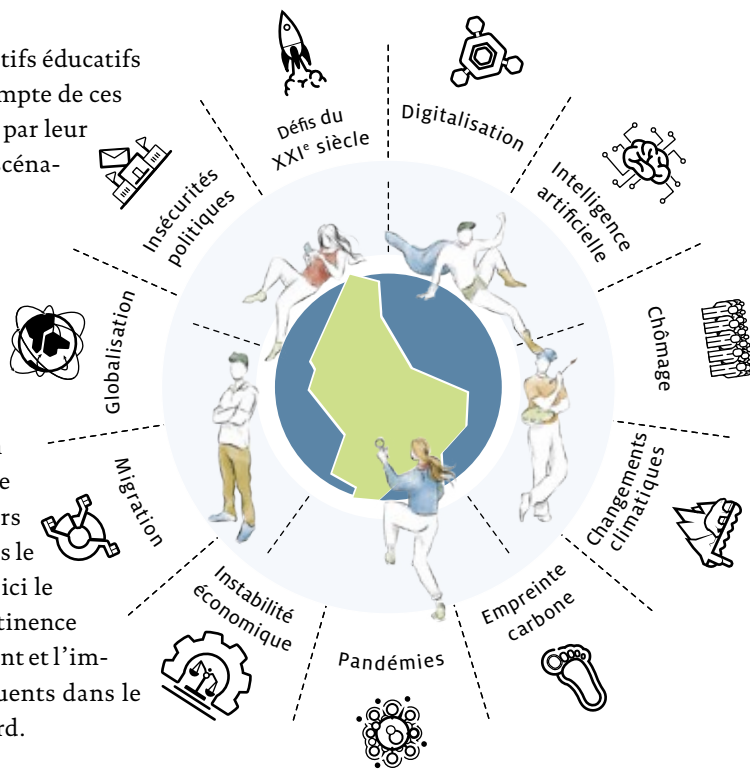 tifs éducatifs
mpte de ces
par leur
scéna-
e
rs
s le
ici le
tinence
nt et l’im-
uents dans le
rd.
Défis du
XXIe siècle
Digitalisation
Intelligence
artificielle
Chômage
Changements
climatiques
Empreinte
carbone
Pandémies
Instabilité
économique
Migration
Globalisation
Insécurités
politiques